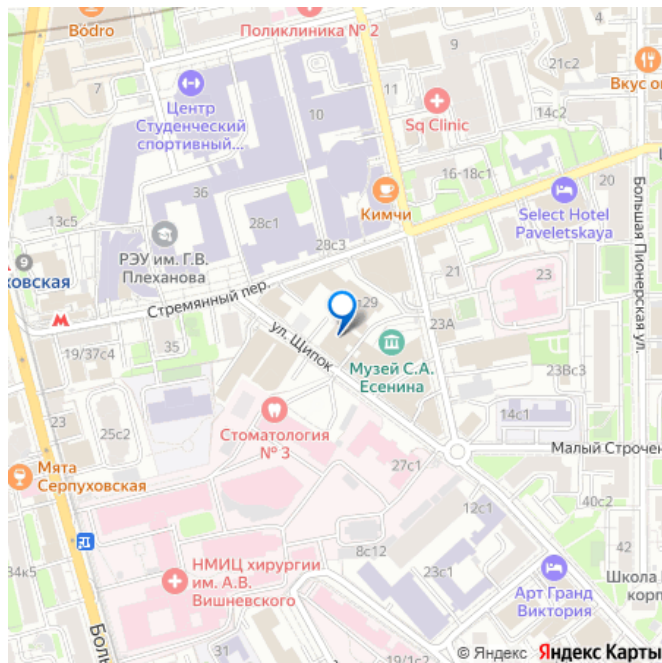 Bodro
Поликлиника № 2
9
21с2
Вкус о
7
Центр
Студенческий
спортивный...
10
11
Sq Clinic
14с2
36
16-18с1
20
Кимчи
Select Hotel
Paveletskaya
Большая Пионерская ул.
13с5
28с1
РЭУ им. Г.В.
Плеханова
28с3
9
ховская
Стремянный пер.
21
23
с29
23А
19/37с4
35
ул. Щипок
Музей С.А.
Есенина
23Вс3
23
25с2
Стоматология
№ 3
14с1
Малый Строчен
Мята
Серпуховская
27с1
40с2
12с1
34к5
8с12
42
НМИЦ хирургии
им. А.В.
Вишневского
23с1
Арт Гранд
Виктория
Школа
корп
Бол
31
19/1с2
© Яндекс Яндекс Карты